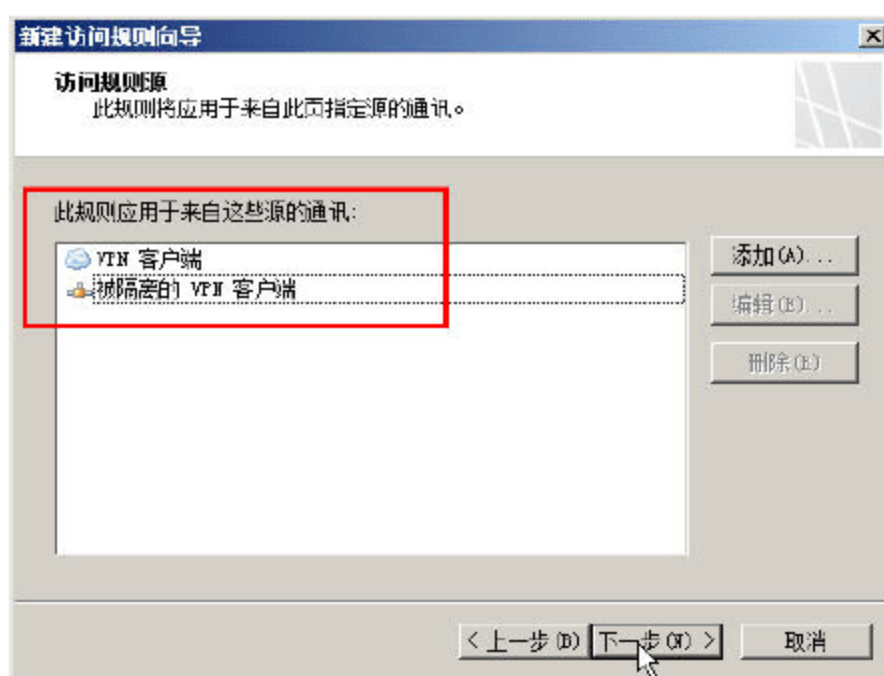 新建访问规则向导
访问规则源
此规则将应用于来自此页指定源的通讯。
此规则应用于来自这些源的通讯:
VPN 客户端
被隔离的 VPN 客户端
添加(A)...
编辑(E)...
删除(R)
< 上一步(B)
下一步(N) >
取消